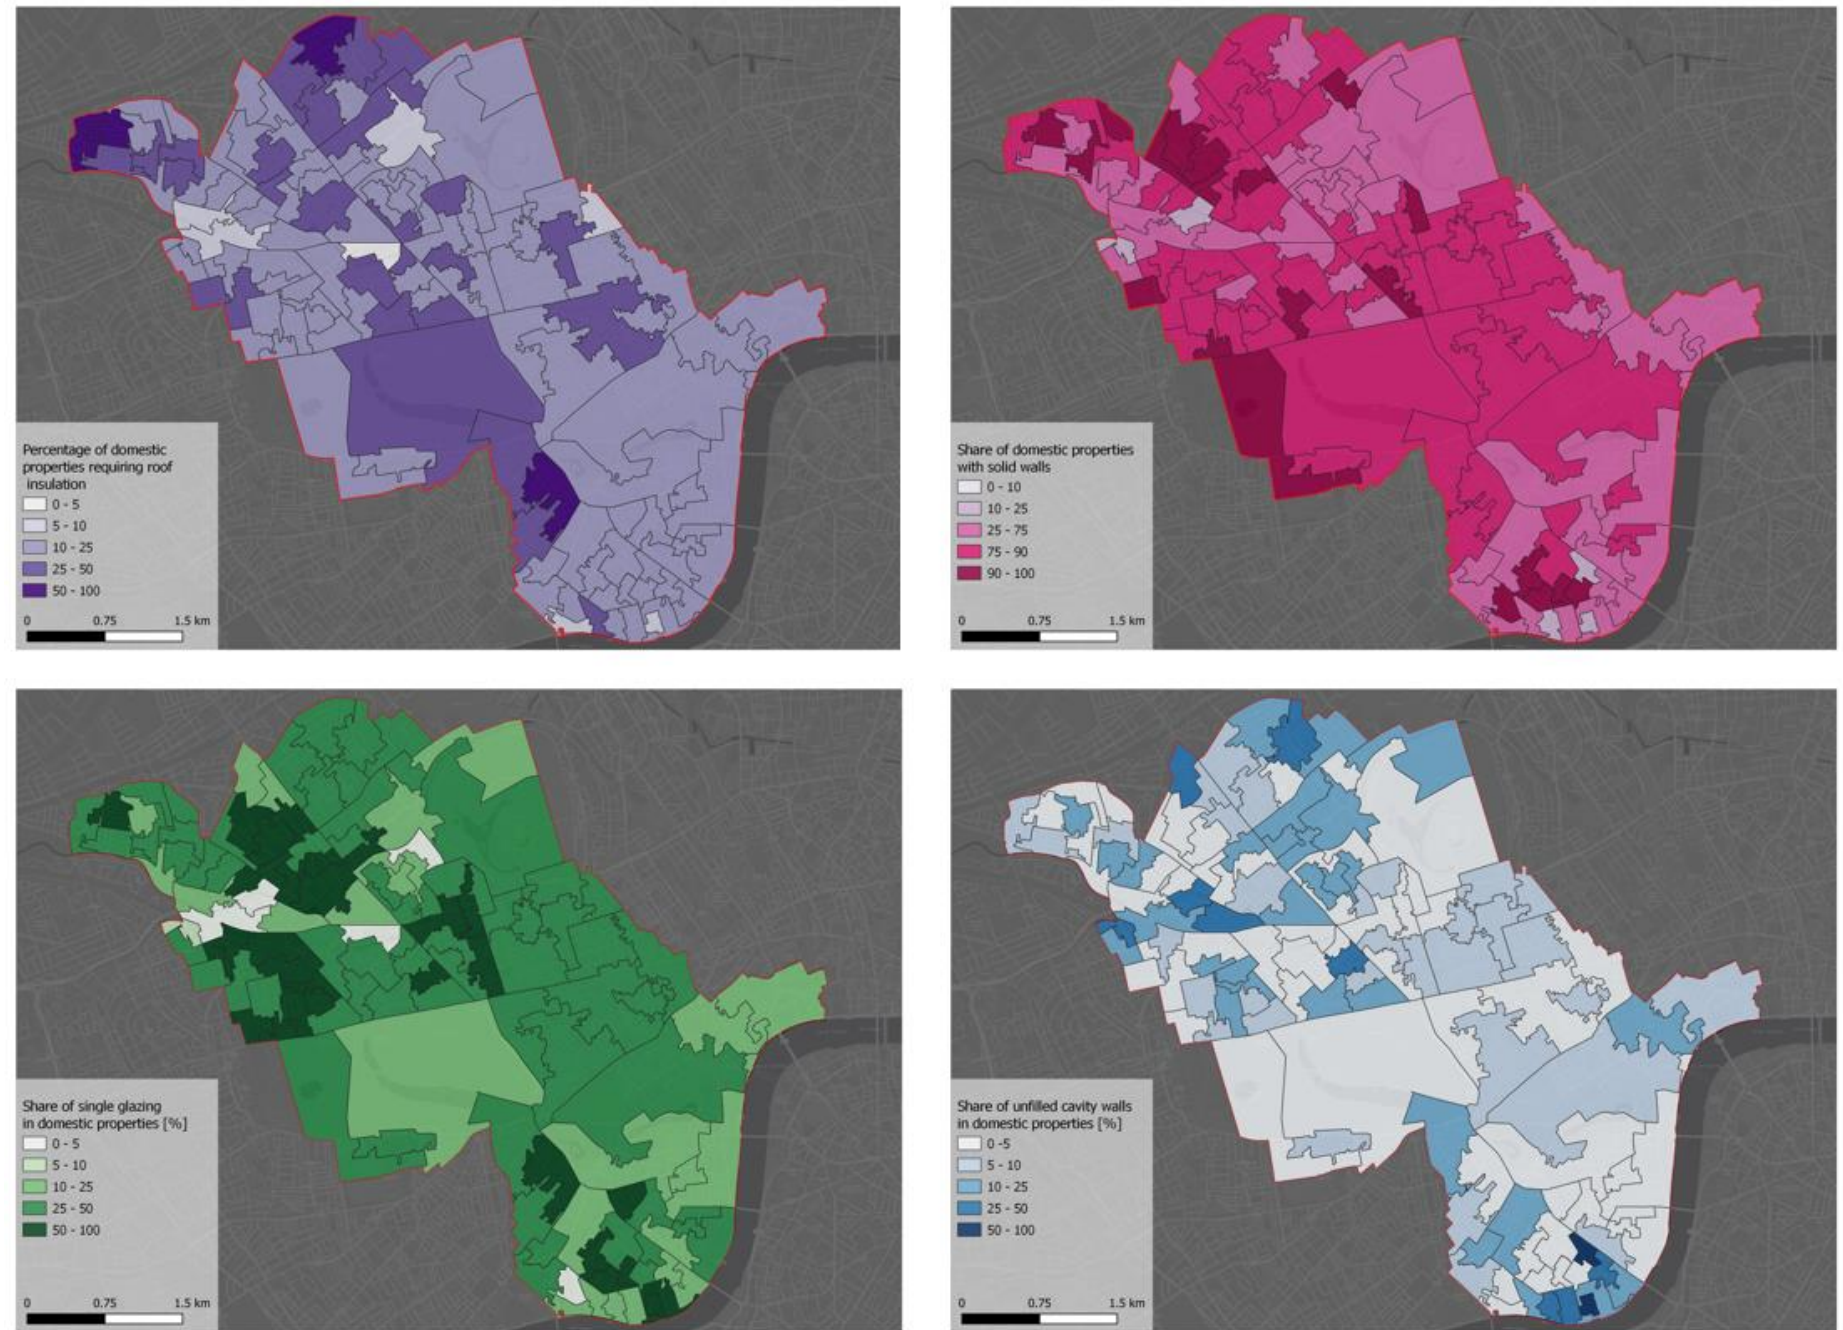 Percentage of domestic
properties requiring roof
insulation
0 - 5
5 - 10
10 - 25
25 - 50
50 - 100
0 0.75 1.5 km
Share of domestic properties
with solid walls
0 - 10
10 - 25
25 - 75
75 - 90
90 - 100
0 0.75 1.5 km
Share of single glazing
in domestic properties [%]
0 - 5
5 - 10
10 - 25
25 - 50
50 - 100
0 0.75 1.5 km
Share of unfilled cavity walls
in domestic properties [%]
0 -5
5 - 10
10 - 25
25 - 50
50 - 100
0 0.75 1.5 km